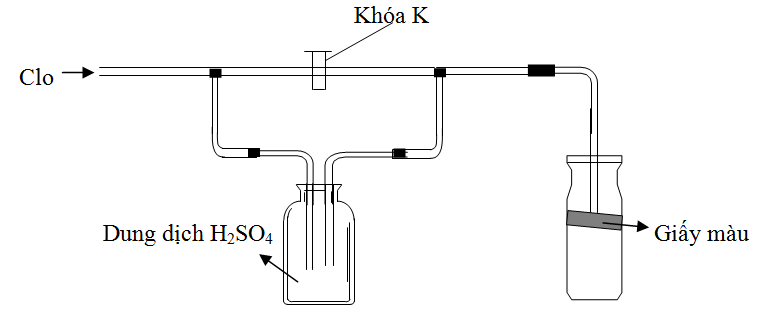 Khóa K
Clo
Dung dịch H₂SO₄
Giấy màu